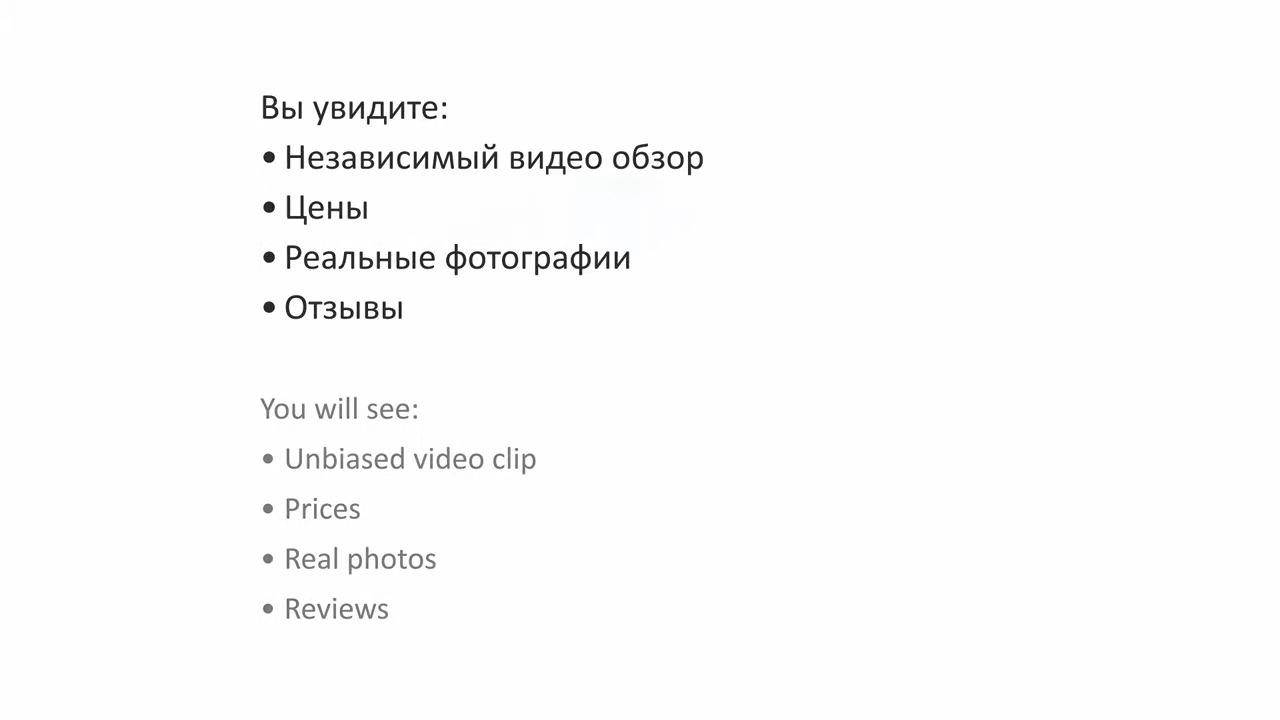 Вы увидите:
• Независимый видео обзор
• Цены
• Реальные фотографии
• Отзывы
You will see:
• Unbiased video clip
• Prices
• Real photos
• Reviews